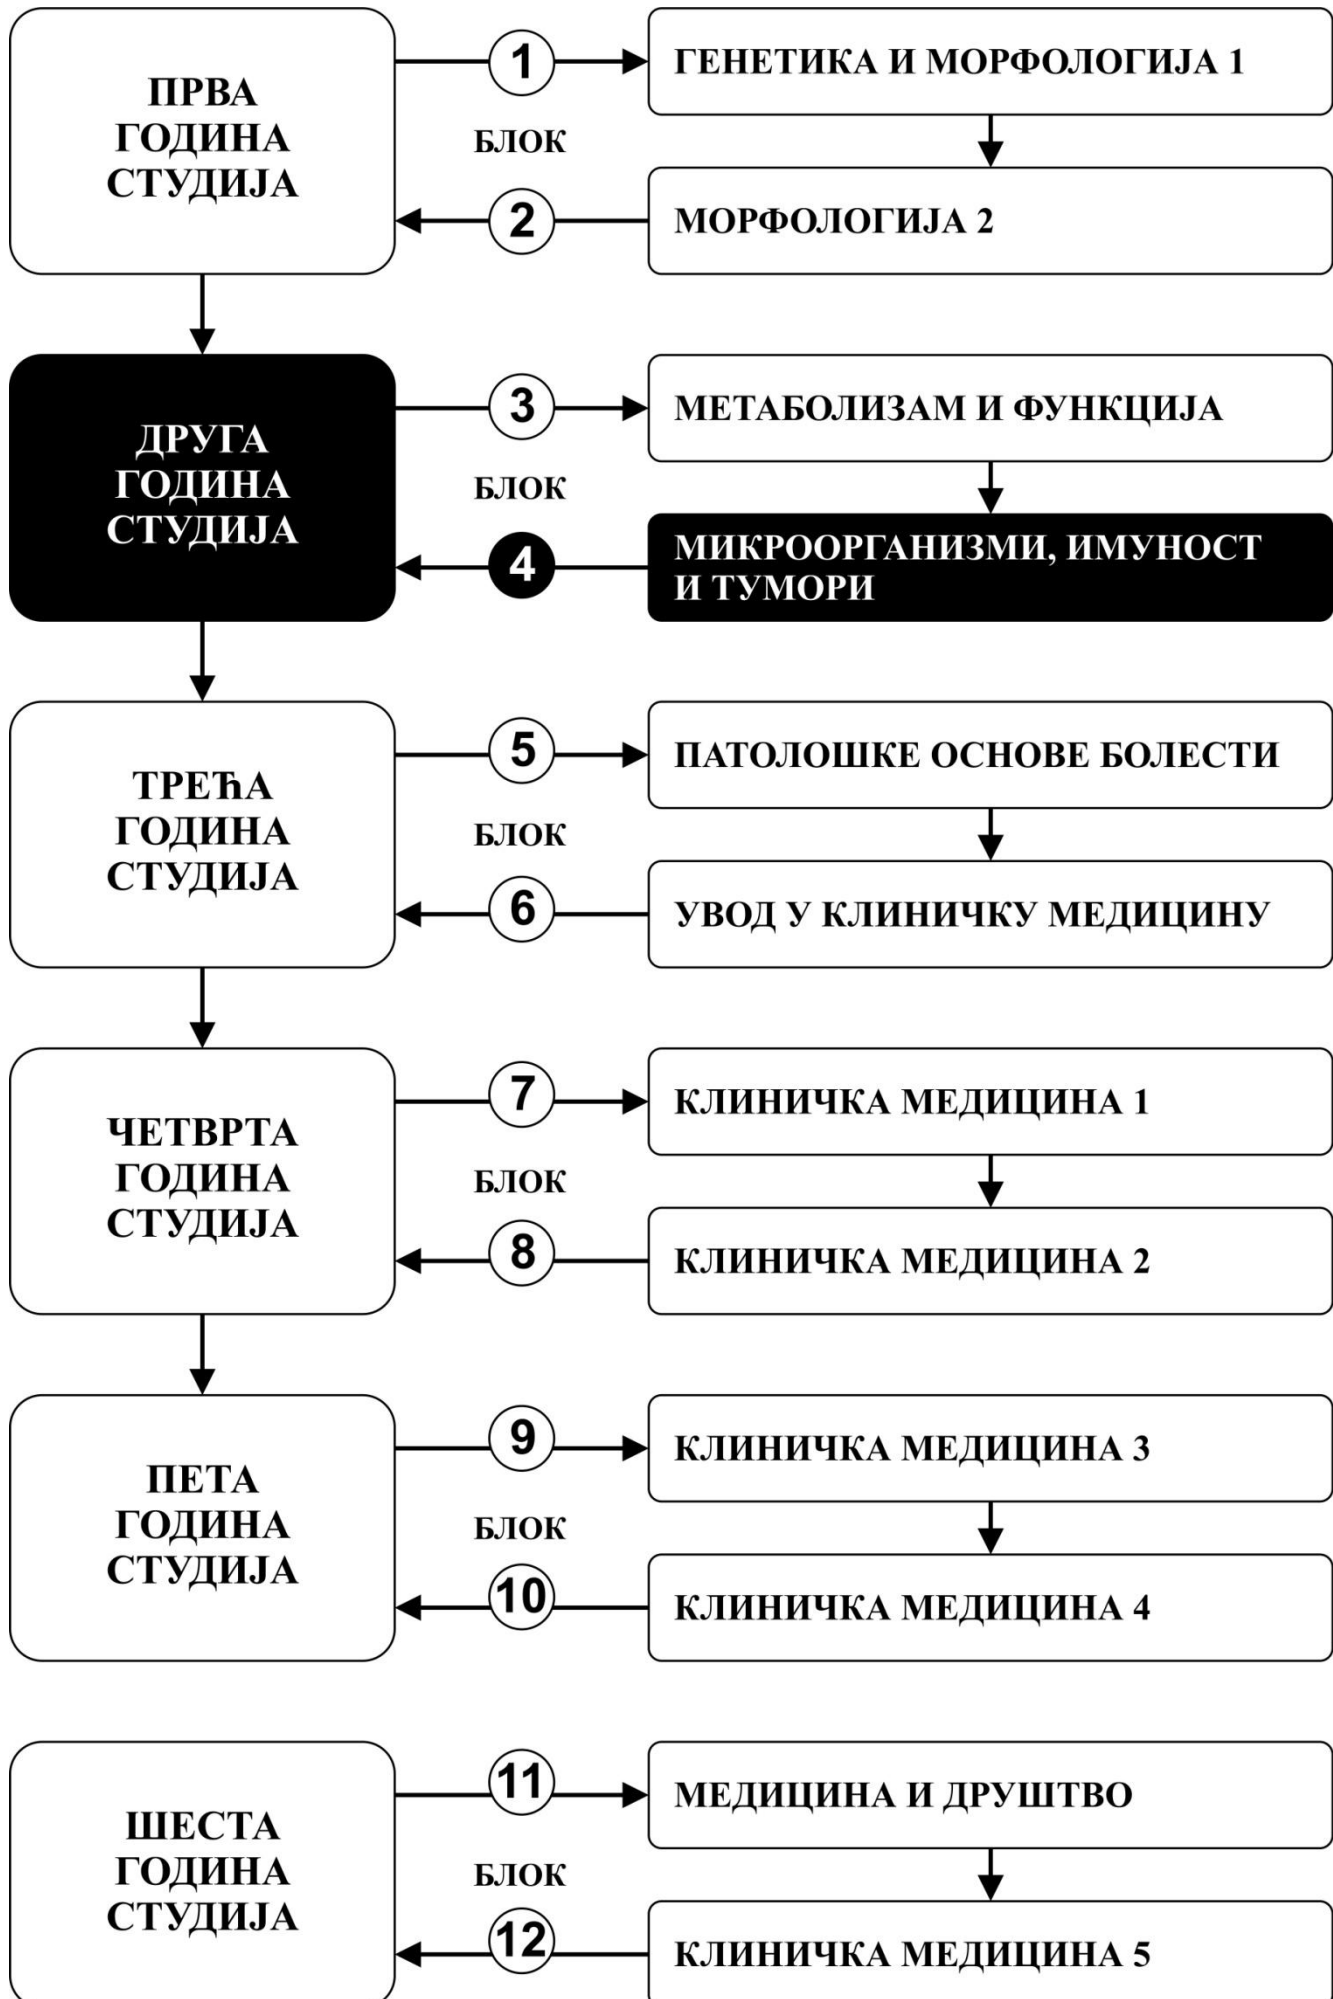 ПРВА
ГОДИНА
СТУДИЈА
1
ГЕНЕТИКА И МОРФОЛОГИЈА 1
БЛОК
2
МОРФОЛОГИЈА 2
ДРУГА
ГОДИНА
СТУДИЈА
3
МЕТАБОЛИЗАМ И ФУНКЦИЈА
БЛОК
4
МИКРООРГАНИЗМИ, ИМУНОСТ
И ТУМОРИ
ТРЕЋА
ГОДИНА
СТУДИЈА
5
ПАТОЛОШКЕ ОСНОВЕ БОЛЕСТИ
БЛОК
6
УВОД У КЛИНИЧКУ МЕДИЦИНУ
ЧЕТВРТА
ГОДИНА
СТУДИЈА
7
КЛИНИЧКА МЕДИЦИНА 1
БЛОК
8
КЛИНИЧКА МЕДИЦИНА 2
ПЕТА
ГОДИНА
СТУДИЈА
9
КЛИНИЧКА МЕДИЦИНА 3
БЛОК
10
КЛИНИЧКА МЕДИЦИНА 4
ШЕСТА
ГОДИНА
СТУДИЈА
11
МЕДИЦИНА И ДРУШТВО
БЛОК
12
КЛИНИЧКА МЕДИЦИНА 5